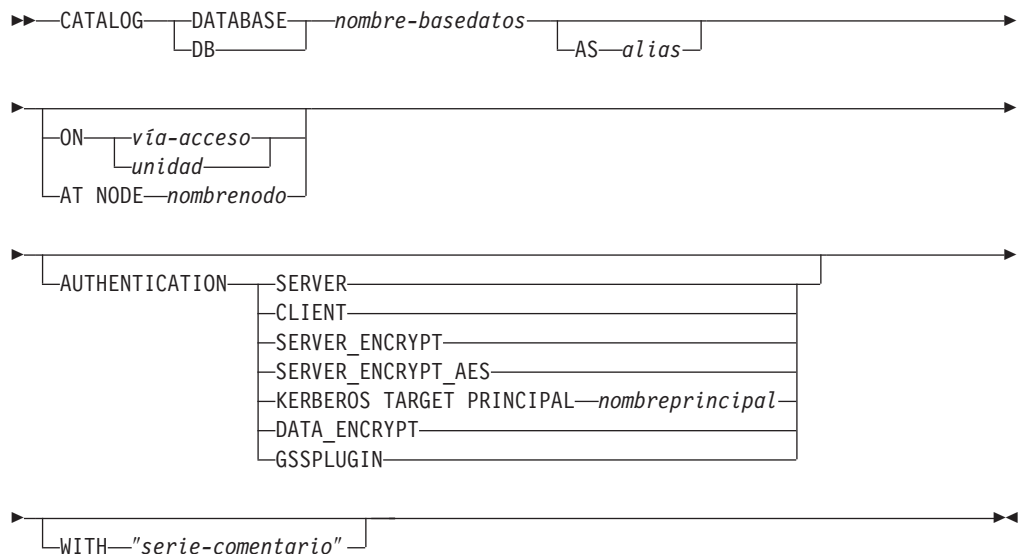 CATALOG DATABASE nombre-basedatos
DB AS alias
ON vía-acceso
unidad
AT NODE nombrenodo
AUTHENTICATION SERVER
CLIENT
SERVER_ENCRYPT
SERVER_ENCRYPT_AES
KERBEROS TARGET PRINCIPAL nombreprincipal
DATA_ENCRYPT
GSSPLUGIN
WITH "serie-comentario"